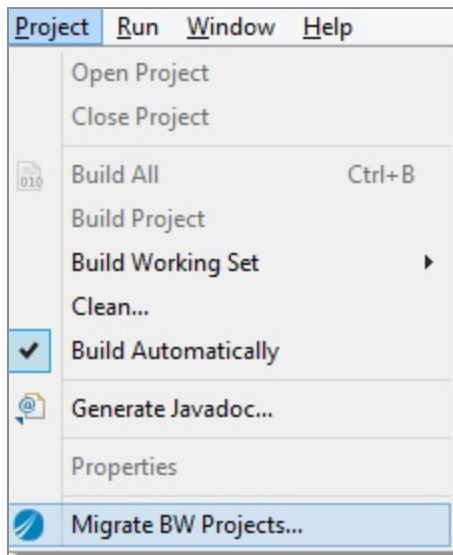 Project Run Window Help
Open Project
Close Project
Build All Ctrl+B
Build Project
Build Working Set
Clean...
Build Automatically
Generate Javadoc...
Properties
Migrate BW Projects...